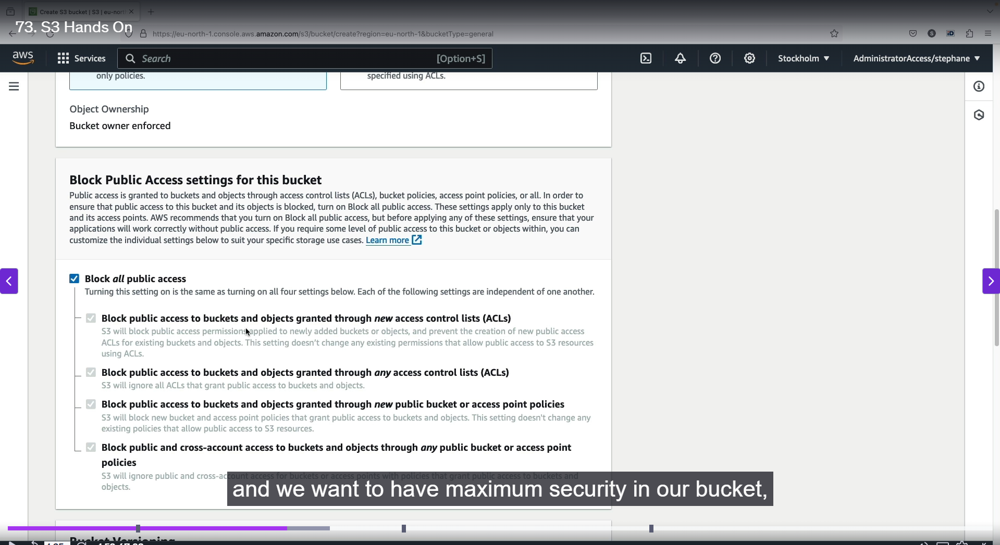 Create S3 bucket | S3 | eu-nort
73. S3 Hands On
https://eu-north-1.console.aws.amazon.com/s3/bucket/create?region=eu-north-1&bucketType=general
S
iD
aws
Services
Search
[Option+S]
Stockholm
AdministratorAccess/stephane
only policies.
specified using ACLs.
Object Ownership
Bucket owner enforced
Block Public Access settings for this bucket
Public access is granted to buckets and objects through access control lists (ACLs), bucket policies, access point policies, or all. In order to
ensure that public access to this bucket and its objects is blocked, turn on Block all public access. These settings apply only to this bucket
and its access points. AWS recommends that you turn on Block all public access, but before applying any of these settings, ensure that your
applications will work correctly without public access. If you require some level of public access to this bucket or objects within, you can
customize the individual settings below to suit your specific storage use cases. Learn more
Block all public access
Turning this setting on is the same as turning on all four settings below. Each of the following settings are independent of one another.
Block public access to buckets and objects granted through new access control lists (ACLs)
S3 will block public access permissions applied to newly added buckets or objects, and prevent the creation of new public access
ACLs for existing buckets and objects. This setting doesn't change any existing permissions that allow public access to S3 resources
using ACLs.
Block public access to buckets and objects granted through any access control lists (ACLs)
S3 will ignore all ACLs that grant public access to buckets and objects.
Block public access to buckets and objects granted through new public bucket or access point policies
S3 will block new bucket and access point policies that grant public access to buckets and objects. This setting doesn't change any
existing policies that allow public access to S3 resources.
Block public and cross-account access to buckets and objects through any public bucket or access point
policies
S3 will ignore public and cross-account access for buckets or access points with policies that grant public access to buckets and
objects.
and we want to have maximum security in our bucket,
Bucket Versioning